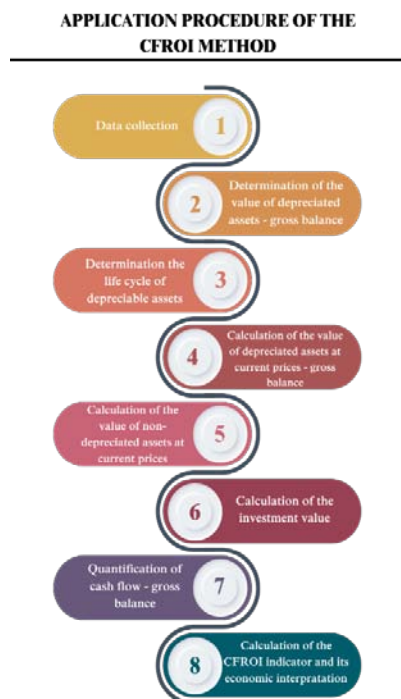 APPLICATION PROCEDURE OF THE
CFROI METHOD
Data collection
1
2
Determination of the
value of depreciated
assets - gross balance
Determination the
life cycle of
depreciable assets
3
4
Calculation of the value
of depreciated assets at
current prices - gross
balance
Calculation of the
value of non-
depreciated assets at
current prices
5
6
Calculation of the
investment value
Quantification of
cash flow - gross
balance
7
8
Calculation of the
CFROI indicator and its
economic interpratation